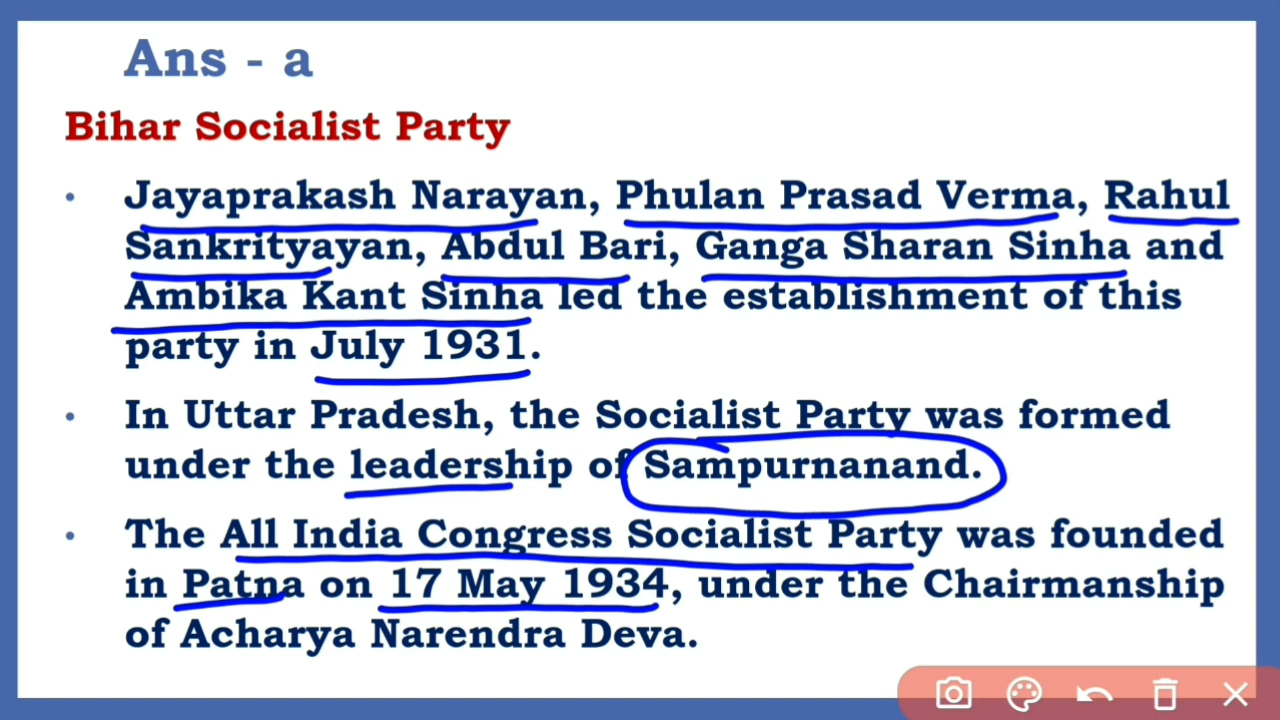 Ans - a
Bihar Socialist Party
• Jayaprakash Narayan, Phulan Prasad Verma, Rahul
Sankrityayan, Abdul Bari, Ganga Sharan Sinha and
Ambika Kant Sinha led the establishment of this
party in July 1931.
• In Uttar Pradesh, the Socialist Party was formed
under the leadership of Sampurnanand.
• The All India Congress Socialist Party was founded
in Patna on 17 May 1934, under the Chairmanship
of Acharya Narendra Deva.